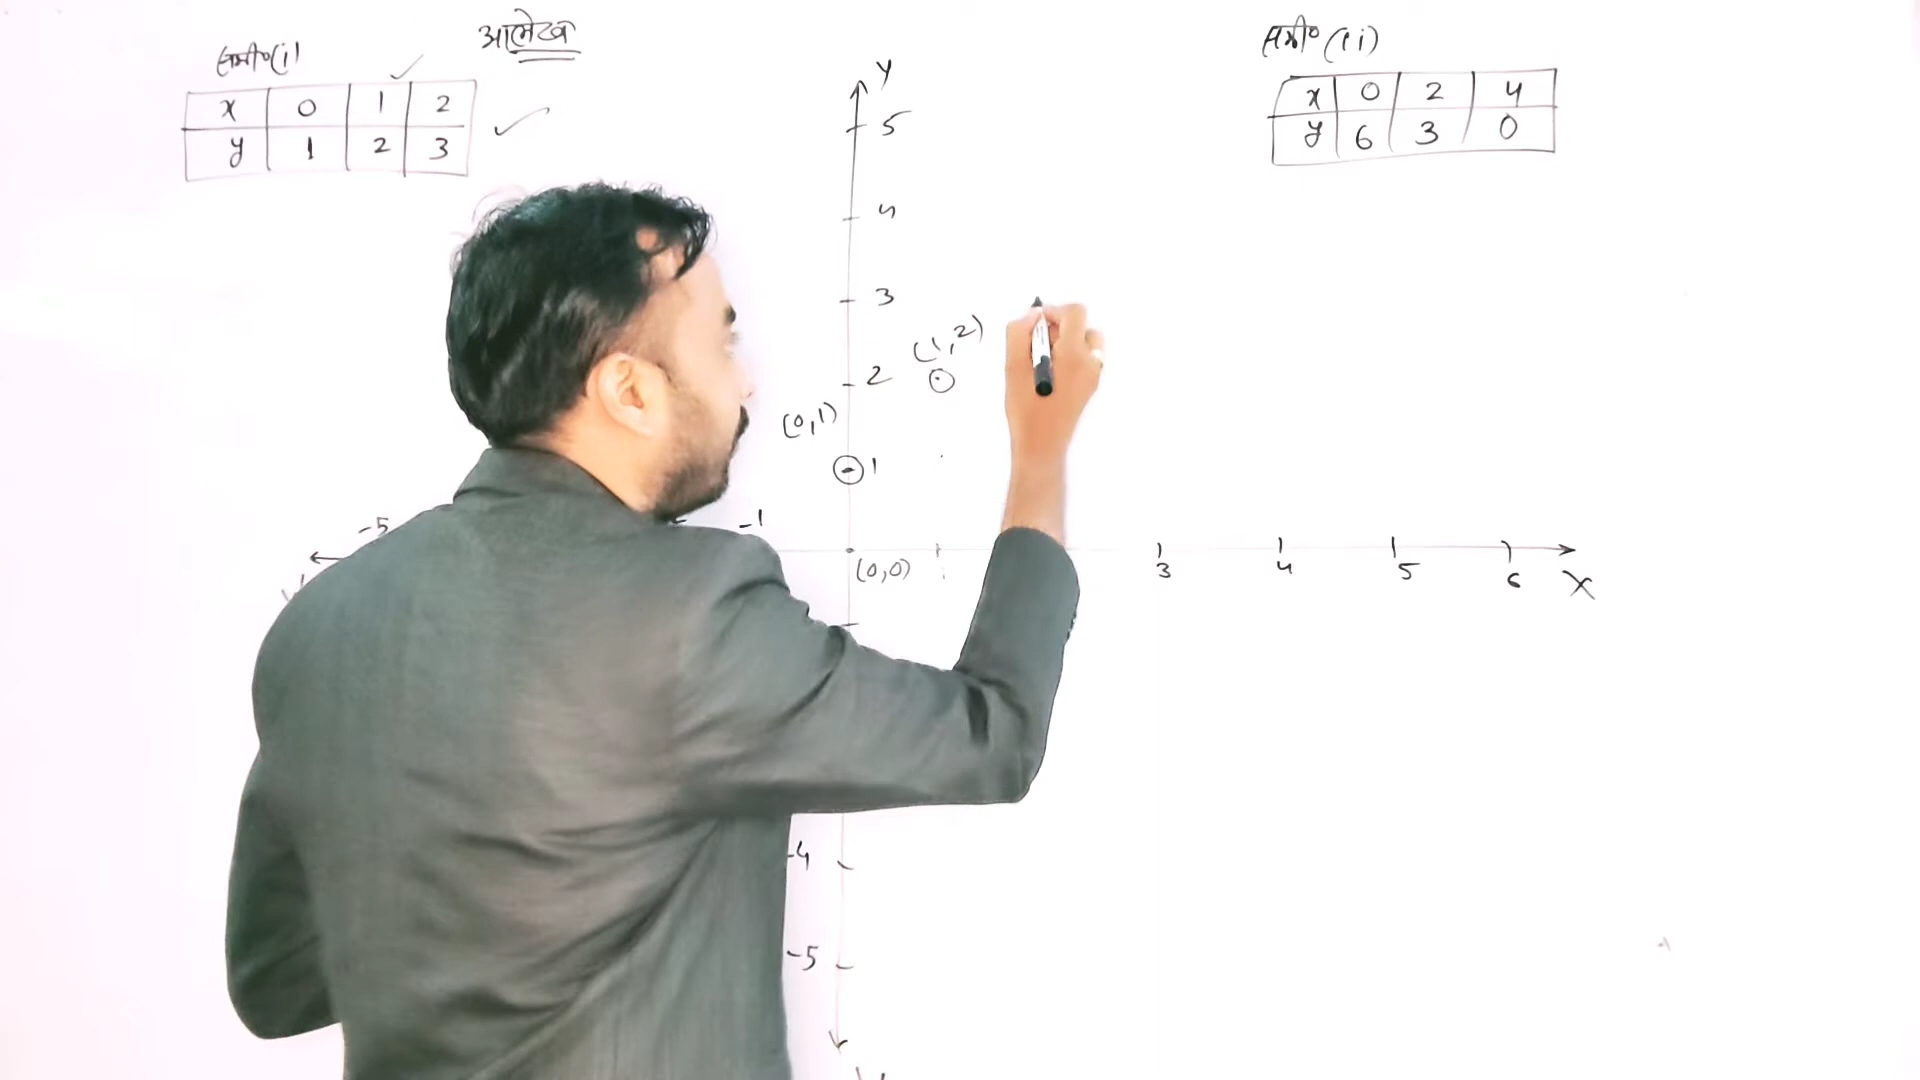 आलेख
समी०(i)
x 0 1 2
y 1 2 3
समी० (ii)
x 0 2 4
y 6 3 0
Y
5
4
3
(1,2)
2
(0,1)
1
-5 -1
(0,0)
3 4 5 6 X
-4
-5